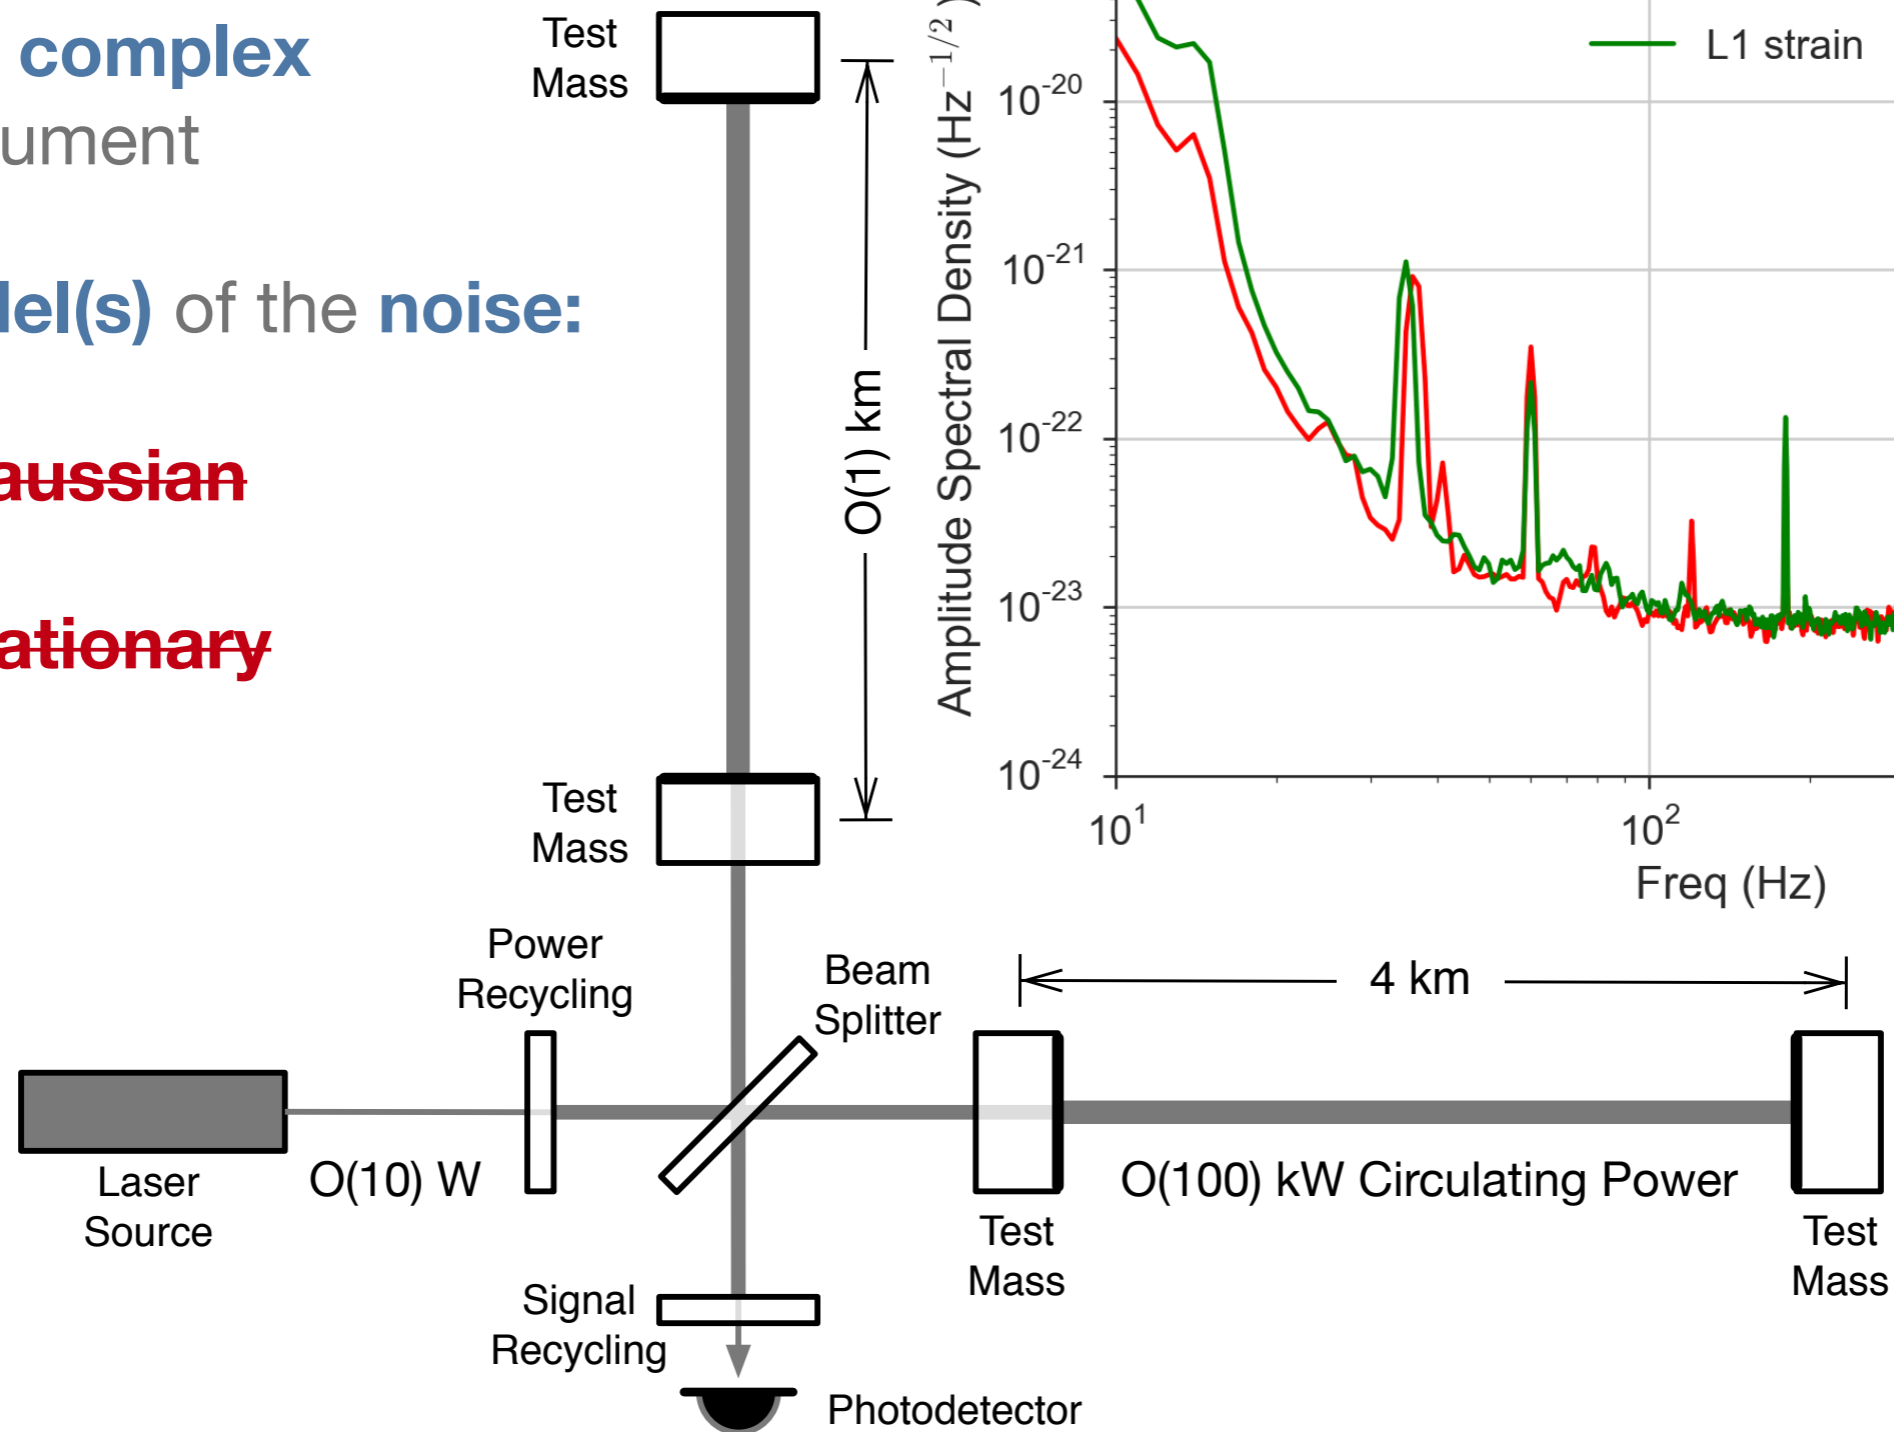 complex
ument
del(s) of the noise:
aussian
ationary
Test
Mass
O(1) km
Test
Mass
Amplitude Spectral Density (Hz^{-1/2})
L1 strain
10^{-20}
10^{-21}
10^{-22}
10^{-23}
10^{-24}
10^{1}
10^{2}
Freq (Hz)
Power
Recycling
Beam
Splitter
4 km
Laser
Source
O(10) W
O(100) kW Circulating Power
Test
Mass
Test
Mass
Signal
Recycling
Photodetector